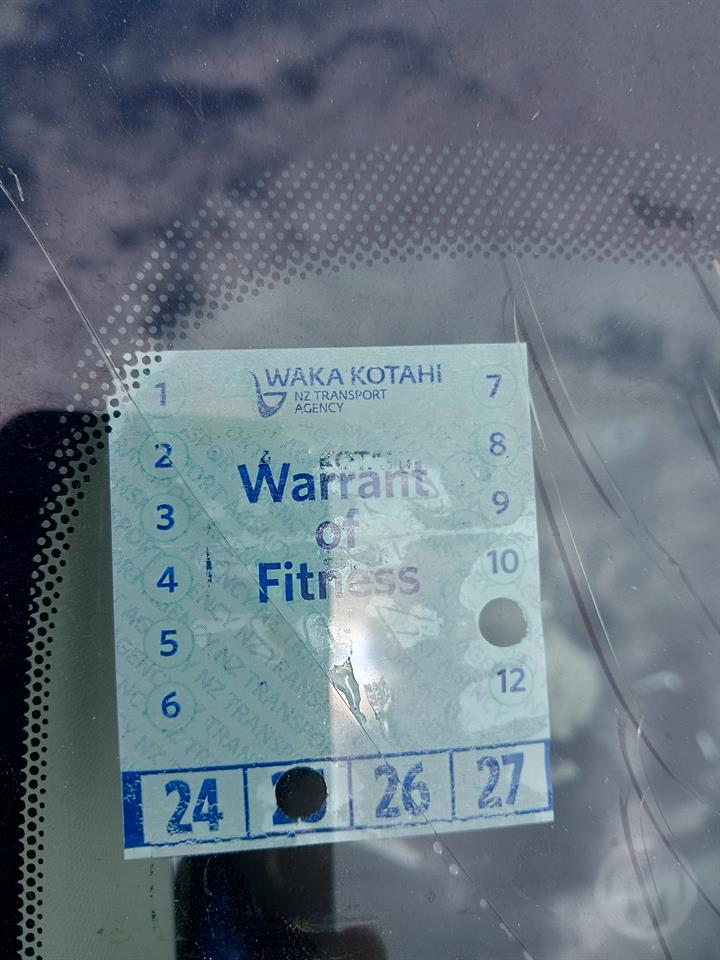 WAKA KOTAHI
NZ TRANSPORT
AGENCY
1
2
3
4
5
6
7
8
9
10
12
KOTAHI
Warrant
of
Fitness
24 26 27